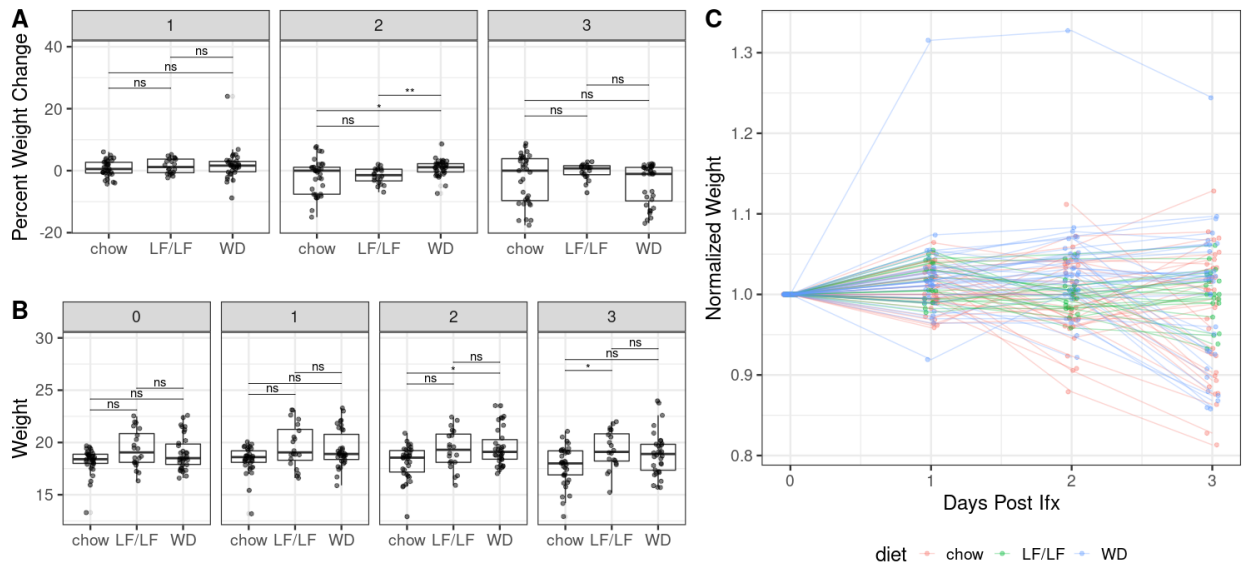 A
1 2 3
Percent Weight Change
40
20
0
-20
ns
ns
ns
**
*
ns
ns
ns
ns
chow LF/LF WD chow LF/LF WD chow LF/LF WD
B
0 1 2 3
Weight
30
25
20
15
ns
ns
ns
ns
ns
ns
ns
*
ns
ns
ns
*
chow LF/LF WD chow LF/LF WD chow LF/LF WD chow LF/LF WD
C
Normalized Weight
1.3
1.2
1.1
1.0
0.9
0.8
0 1 2 3
Days Post Ifx
diet chow LF/LF WD